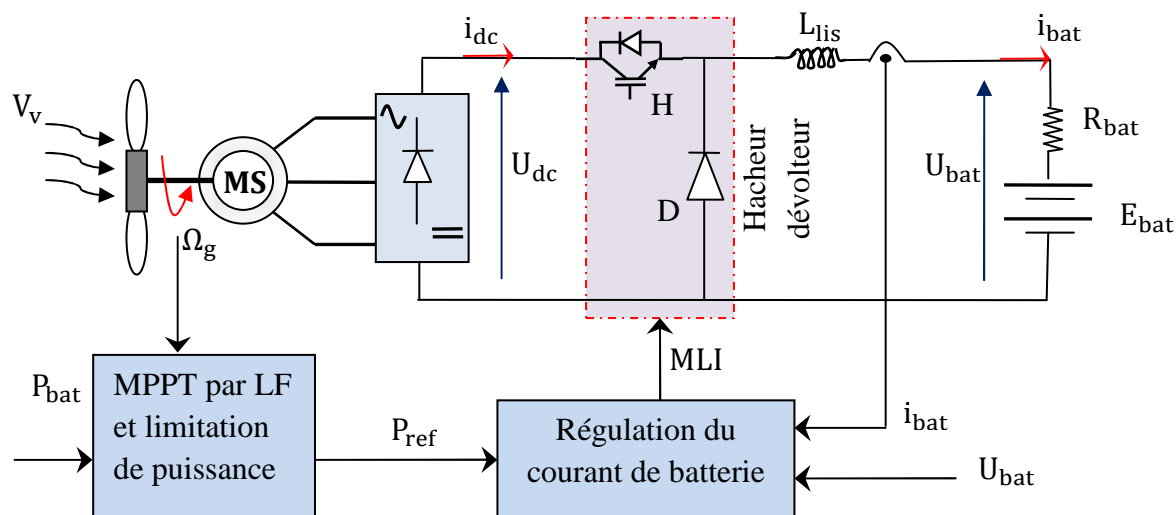 i_dc
L_lis
i_bat
V_v
H
R_bat
MS
U_dc
Hacheur
dévolteur
U_bat
D
E_bat
Ω_g
MLI
P_bat
MPPT par LF
et limitation
de puissance
P_ref
Régulation du
courant de batterie
i_bat
U_bat